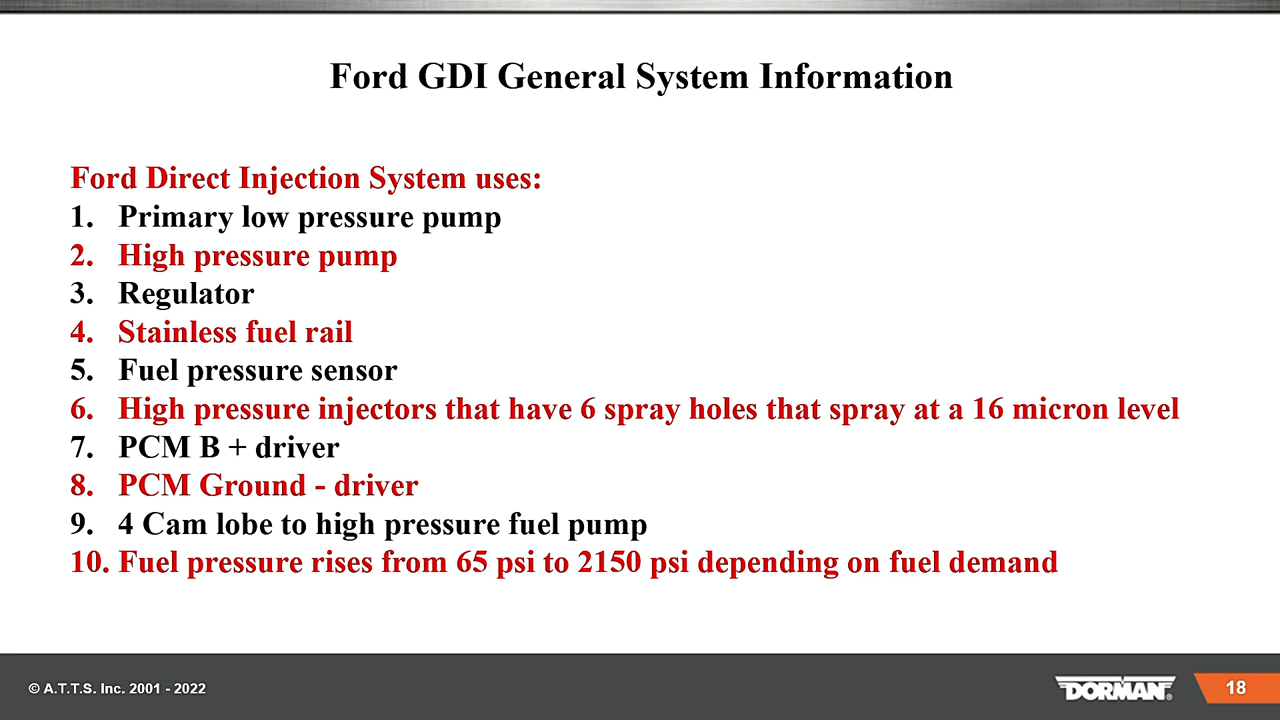 Ford GDI General System Information
Ford Direct Injection System uses:
1. Primary low pressure pump
2. High pressure pump
3. Regulator
4. Stainless fuel rail
5. Fuel pressure sensor
6. High pressure injectors that have 6 spray holes that spray at a 16 micron level
7. PCM B + driver
8. PCM Ground - driver
9. 4 Cam lobe to high pressure fuel pump
10. Fuel pressure rises from 65 psi to 2150 psi depending on fuel demand
© A.T.T.S. Inc. 2001 - 2022
DORMAN®
18